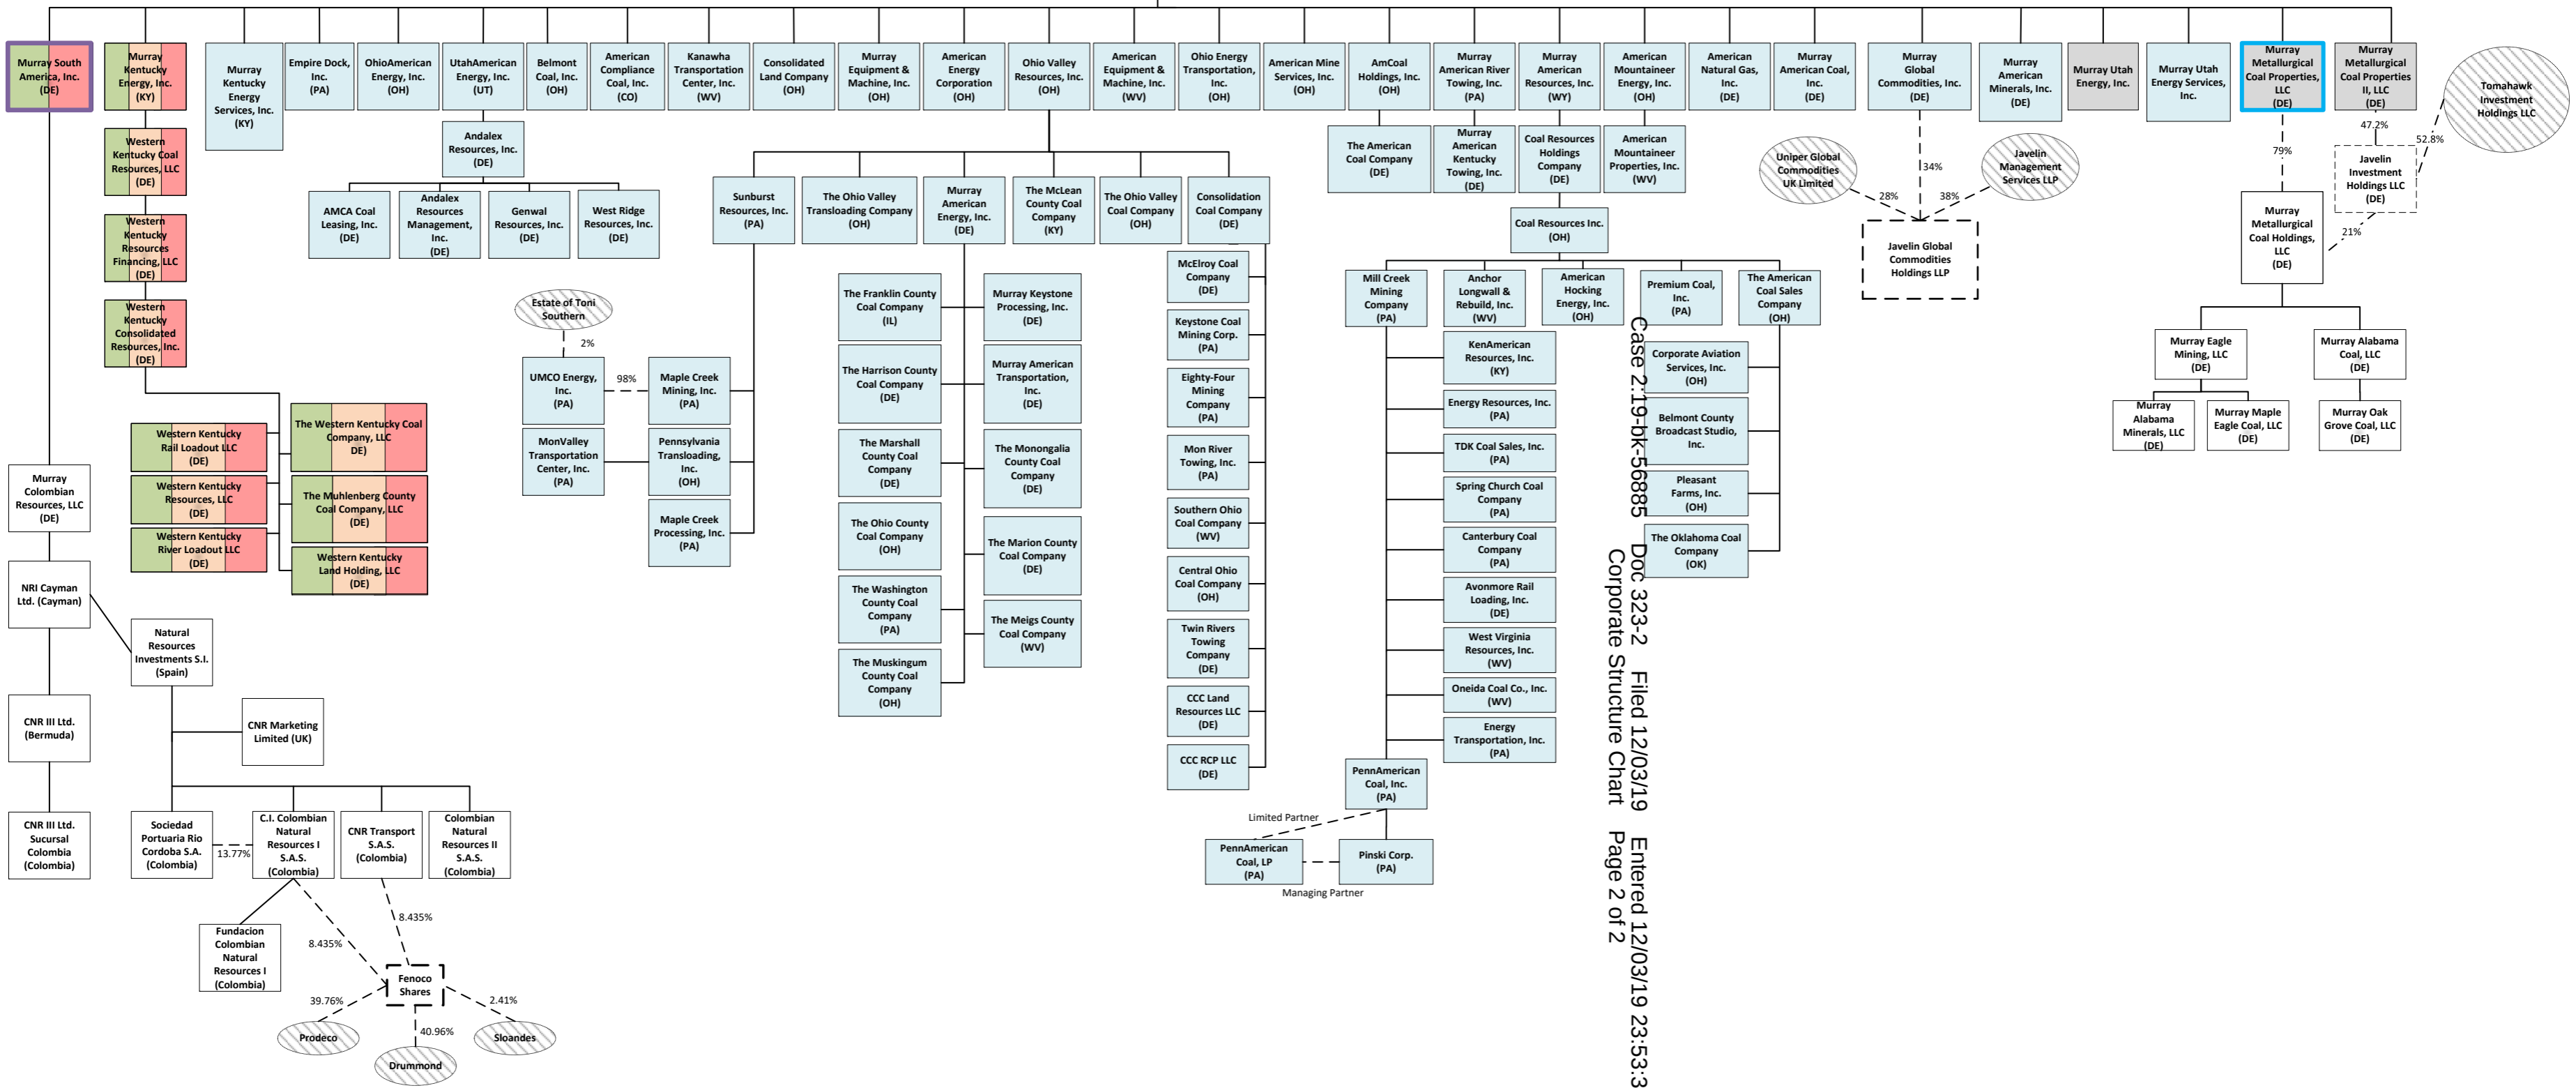 Murray South
America, Inc.
(DE)
Murray
Kentucky
Energy, Inc.
(KY)
Murray
Kentucky
Energy
Services, Inc.
(KY)
Empire Dock,
Inc.
(PA)
OhioAmerican
Energy, Inc.
(OH)
UtahAmerican
Energy, Inc.
(UT)
Belmont
Coal, Inc.
(OH)
American
Compliance
Coal, Inc.
(CO)
Kanawha
Transportation
Center, Inc.
(WV)
Consolidated
Land Company
(OH)
Murray
Equipment &
Machine, Inc.
(OH)
American
Energy
Corporation
(OH)
Ohio Valley
Resources, Inc.
(OH)
American
Equipment &
Machine, Inc.
(WV)
Ohio Energy
Transportation,
Inc.
(OH)
American Mine
Services, Inc.
(OH)
AmCoal
Holdings, Inc.
(OH)
Murray
American River
Towing, Inc.
(PA)
Murray
American
Resources, Inc.
(WY)
American
Mountaineer
Energy, Inc.
(OH)
American
Natural Gas, Inc.
(DE)
Murray
American Coal,
Inc.
(DE)
Murray
Global
Commodities, Inc.
(DE)
Murray
American
Minerals, Inc.
(DE)
Murray Utah
Energy, Inc.
Murray Utah
Energy Services,
Inc.
Murray
Metallurgical
Coal Properties,
LLC
(DE)
Murray
Metallurgical
Coal Properties
II, LLC
(DE)
Tomahawk
Investment
Holdings LLC
Western
Kentucky Coal
Resources, LLC
(DE)
Western
Kentucky
Resources
Financing, LLC
(DE)
Western
Kentucky
Consolidated
Resources, Inc.
(DE)
Andalex
Resources, Inc.
(DE)
AMCA Coal
Leasing, Inc.
(DE)
Andalex
Resources
Management,
Inc.
(DE)
Genwal
Resources, Inc.
(DE)
West Ridge
Resources, Inc.
(DE)
Sunburst
Resources, Inc.
(PA)
The Ohio Valley
Transloading Company
(OH)
Murray
American
Energy, Inc.
(DE)
The McLean
County Coal
Company
(KY)
The Ohio Valley
Coal Company
(OH)
Consolidation
Coal Company
(DE)
The American
Coal Company
(DE)
Murray
American
Kentucky
Towing, Inc.
(DE)
Coal Resources
Holdings
Company
(DE)
American
Mountaineer
Properties, Inc.
(WV)
Coal Resources Inc.
(OH)
Uniper Global
Commodities
UK Limited
28%
34%
38%
Javelin
Management
Services LLP
Javelin Global
Commodities
Holdings LLP
79%
47.2%
52.8%
Javelin
Investment
Holdings LLC
(DE)
21%
Murray
Metallurgical
Coal Holdings,
LLC
(DE)
Murray Eagle
Mining, LLC
(DE)
Murray Alabama
Coal, LLC
(DE)
Murray
Alabama
Minerals, LLC
(DE)
Murray Maple
Eagle Coal, LLC
(DE)
Murray Oak
Grove Coal, LLC
(DE)
Estate of Toni
Southern
2%
UMCO Energy,
Inc.
(PA)
98%
Maple Creek
Mining, Inc.
(PA)
MonValley
Transportation
Center, Inc.
(PA)
Pennsylvania
Transloading,
Inc.
(OH)
Maple Creek
Processing, Inc.
(PA)
The Franklin County
Coal Company
(IL)
Murray Keystone
Processing, Inc.
(DE)
The Harrison County
Coal Company
(DE)
Murray American
Transportation,
Inc.
(DE)
The Marshall
County Coal
Company
(DE)
The Monongalia
County Coal
Company
(DE)
The Ohio County
Coal Company
(OH)
The Marion County
Coal Company
(DE)
The Washington
County Coal
Company
(PA)
The Meigs County
Coal Company
(WV)
The Muskingum
County Coal
Company
(OH)
McElroy Coal
Company
(DE)
Keystone Coal
Mining Corp.
(PA)
Eighty-Four
Mining
Company
(PA)
Mon River
Towing, Inc.
(PA)
Southern Ohio
Coal Company
(WV)
Central Ohio
Coal Company
(OH)
Twin Rivers
Towing
Company
(DE)
CCC Land
Resources LLC
(DE)
CCC RCP LLC
(DE)
Mill Creek
Mining
Company
(PA)
Anchor
Longwall &
Rebuild, Inc.
(WV)
American
Hocking
Energy, Inc.
(OH)
Premium Coal,
Inc.
(PA)
The American
Coal Sales
Company
(OH)
KenAmerican
Resources, Inc.
(KY)
Energy Resources, Inc.
(PA)
TDK Coal Sales, Inc.
(PA)
Spring Church Coal
Company
(PA)
Canterbury Coal
Company
(PA)
Avonmore Rail
Loading, Inc.
(DE)
West Virginia
Resources, Inc.
(WV)
Oneida Coal Co., Inc.
(WV)
Energy
Transportation, Inc.
(PA)
Corporate Aviation
Services, Inc.
(OH)
Belmont County
Broadcast Studio,
Inc.
Pleasant
Farms, Inc.
(OH)
The Oklahoma Coal
Company
(OK)
PennAmerican
Coal, Inc.
(PA)
Limited Partner
PennAmerican
Coal, LP
(PA)
Pinski Corp.
(PA)
Managing Partner
Western Kentucky
Rail Loadout LLC
(DE)
The Western Kentucky Coal
Company, LLC
DE)
Western Kentucky
Resources, LLC
(DE)
The Muhlenberg County
Coal Company, LLC
(DE)
Western Kentucky
River Loadout LLC
(DE)
Western Kentucky
Land Holding, LLC
(DE)
Murray
Colombian
Resources, LLC
(DE)
NRI Cayman
Ltd. (Cayman)
Natural
Resources
Investments S.I.
(Spain)
CNR III Ltd.
(Bermuda)
CNR Marketing
Limited (UK)
CNR III Ltd.
Sucursal
Colombia
(Colombia)
Sociedad
Portuaria Rio
Cordoba S.A.
(Colombia)
13.77%
C.I. Colombian
Natural
Resources I
S.A.S.
(Colombia)
CNR Transport
S.A.S.
(Colombia)
Colombian
Natural
Resources II
S.A.S.
(Colombia)
Fundacion
Colombian
Natural
Resources I
(Colombia)
8.435%
8.435%
Fenoco
Shares
39.76%
40.96%
2.41%
Prodeco
Drummond
Sloandes
Case 2:19-bk-56885 Doc 323-2 Filed 12/03/19 Entered 12/03/19 23:53:3
Corporate Structure Chart Page 2 of 2